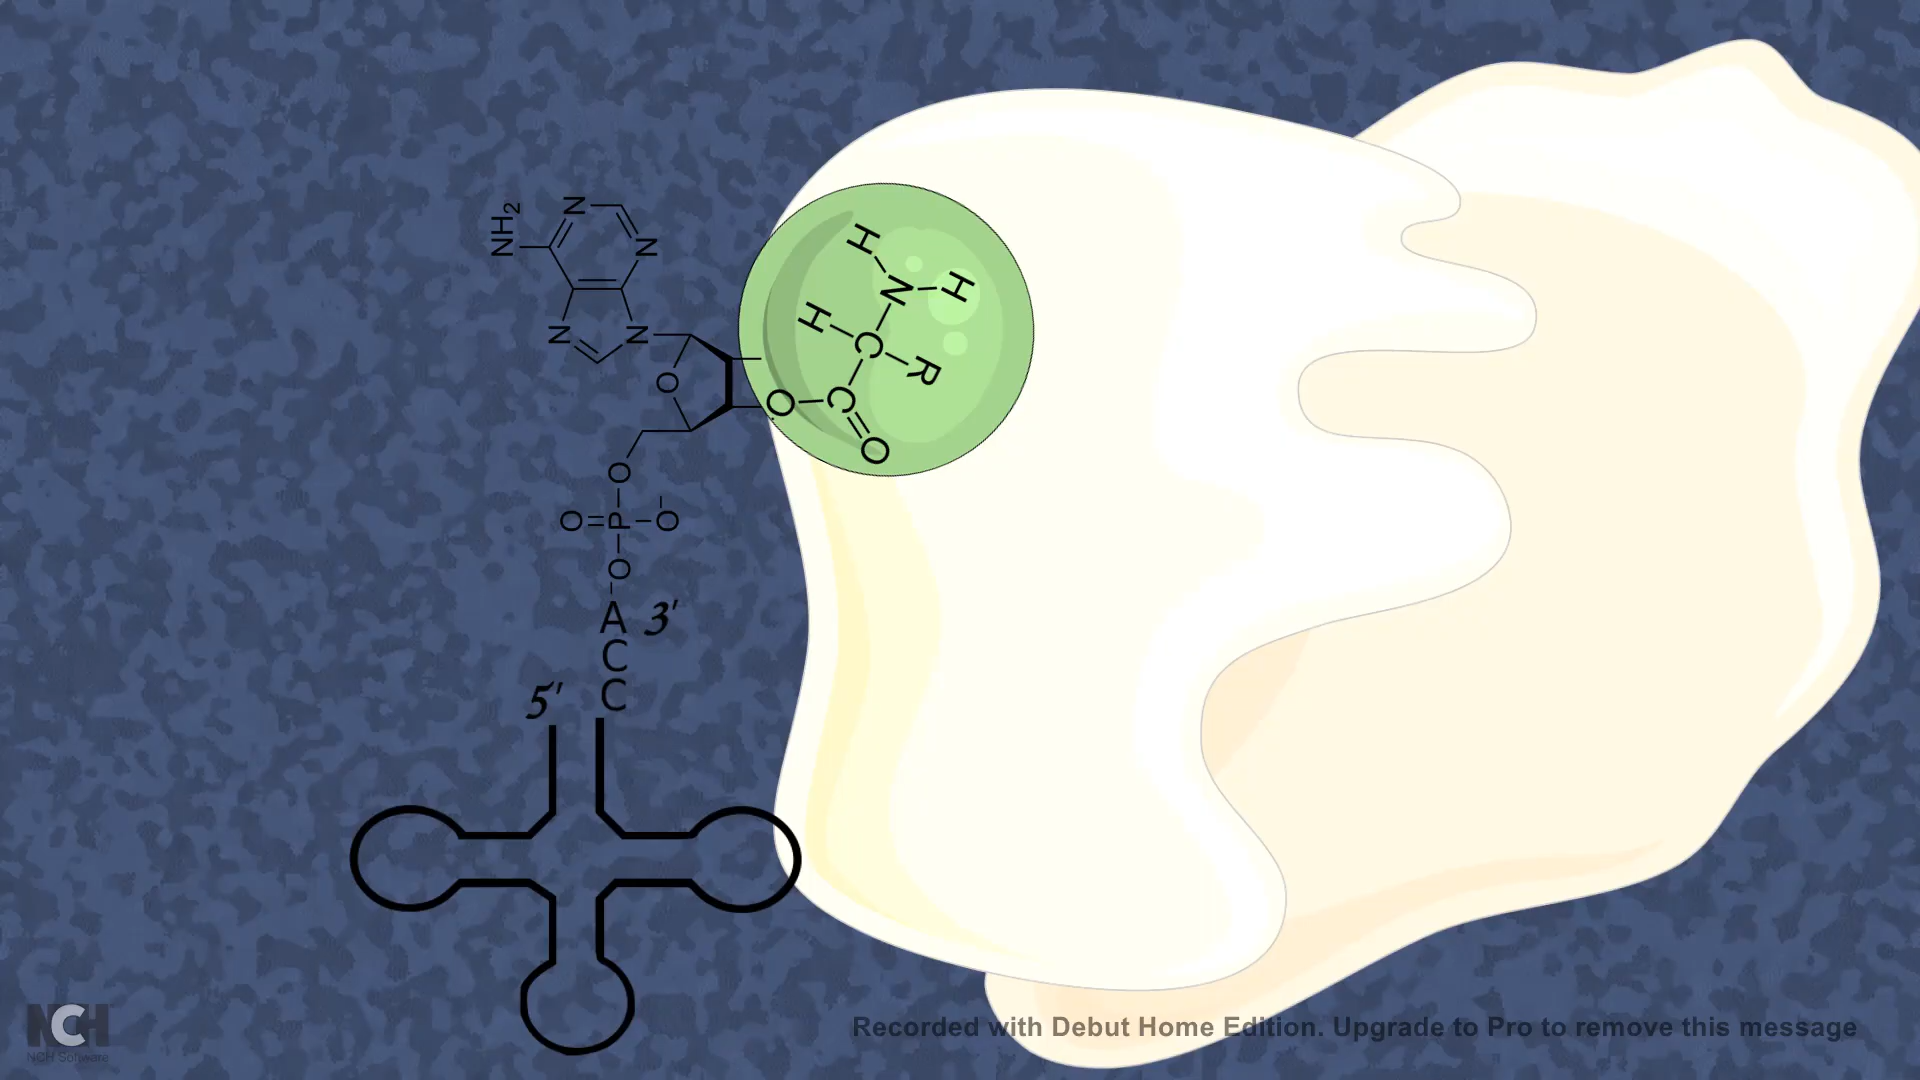 NH2
N
N
N
N
O
O
O=P-O-
O
A 3'
C
5' C
H
N H
H C
R
O C
O
NCH
NCH Software
Recorded with Debut Home Edition. Upgrade to Pro to remove this message